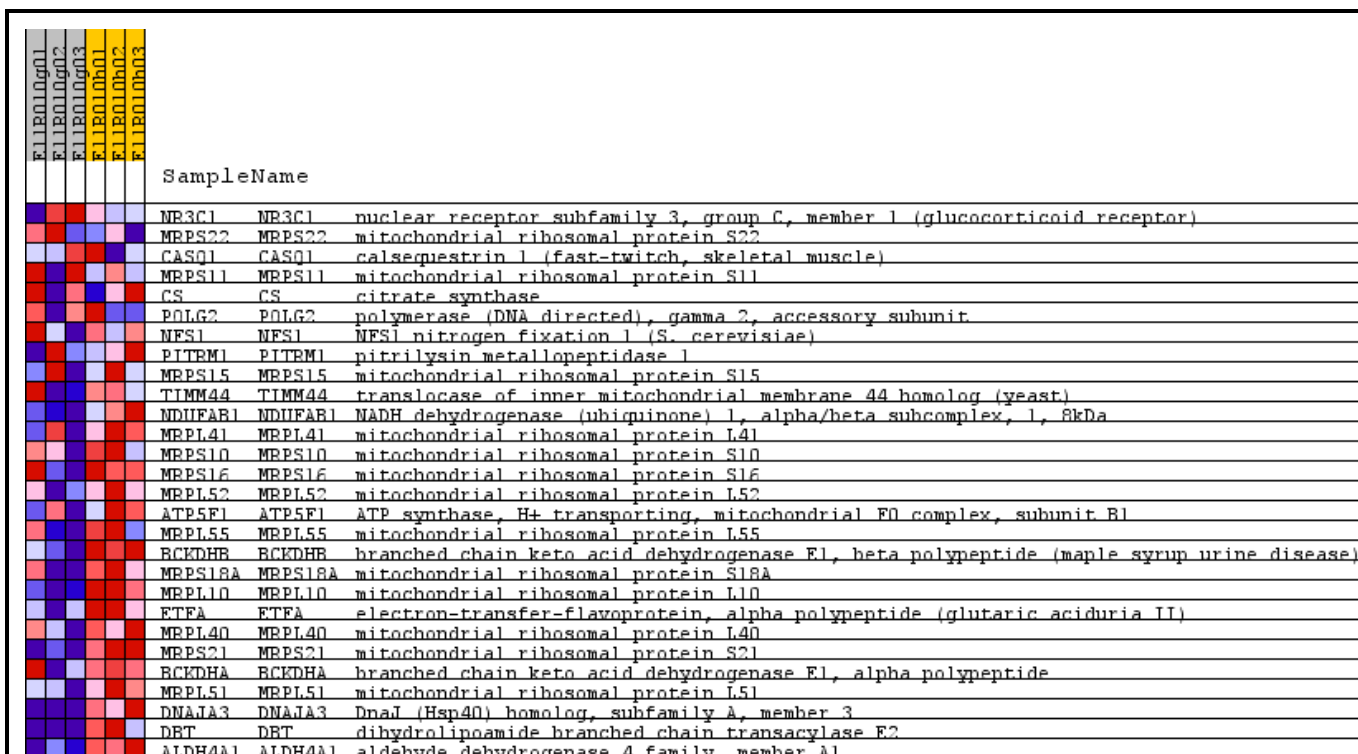 SampleName
NR3C1 NR3C1 nuclear receptor subfamily 3, group C, member 1 (glucocorticoid receptor)
MRPS22 MRPS22 mitochondrial ribosomal protein S22
CASQ1 CASQ1 calsequestrin 1 (fast-twitch, skeletal muscle)
MRPS11 MRPS11 mitochondrial ribosomal protein S11
CS CS citrate synthase
POLG2 POLG2 polymerase (DNA directed), gamma 2, accessory subunit
NFS1 NFS1 NFS1 nitrogen fixation 1 (S. cerevisiae)
PITRM1 PITRM1 pitrilysin metallopeptidase 1
MRPS15 MRPS15 mitochondrial ribosomal protein S15
TIMM44 TIMM44 translocase of inner mitochondrial membrane 44 homolog (yeast)
NDUFAB1 NDUFAB1 NADH dehydrogenase (ubiquinone) 1, alpha/beta subcomplex, 1, 8kDa
MRPL41 MRPL41 mitochondrial ribosomal protein L41
MRPS10 MRPS10 mitochondrial ribosomal protein S10
MRPS16 MRPS16 mitochondrial ribosomal protein S16
MRPL52 MRPL52 mitochondrial ribosomal protein L52
ATP5F1 ATP5F1 ATP synthase, H+ transporting, mitochondrial F0 complex, subunit B1
MRPL55 MRPL55 mitochondrial ribosomal protein L55
BCKDHB BCKDHB branched chain keto acid dehydrogenase E1, beta polypeptide (maple syrup urine disease)
MRPS18A MRPS18A mitochondrial ribosomal protein S18A
MRPL10 MRPL10 mitochondrial ribosomal protein L10
ETFA ETFA electron-transfer-flavoprotein, alpha polypeptide (glutaric aciduria II)
MRPL40 MRPL40 mitochondrial ribosomal protein L40
MRPS21 MRPS21 mitochondrial ribosomal protein S21
BCKDHA BCKDHA branched chain keto acid dehydrogenase E1, alpha polypeptide
MRPL51 MRPL51 mitochondrial ribosomal protein L51
DNAJA3 DNAJA3 DnaJ (Hsp40) homolog, subfamily A, member 3
DBT DBT dihydrolipoamide branched chain transacylase E2
ALDH4A1 ALDH4A1 aldehyde dehydrogenase 4 family, member A1